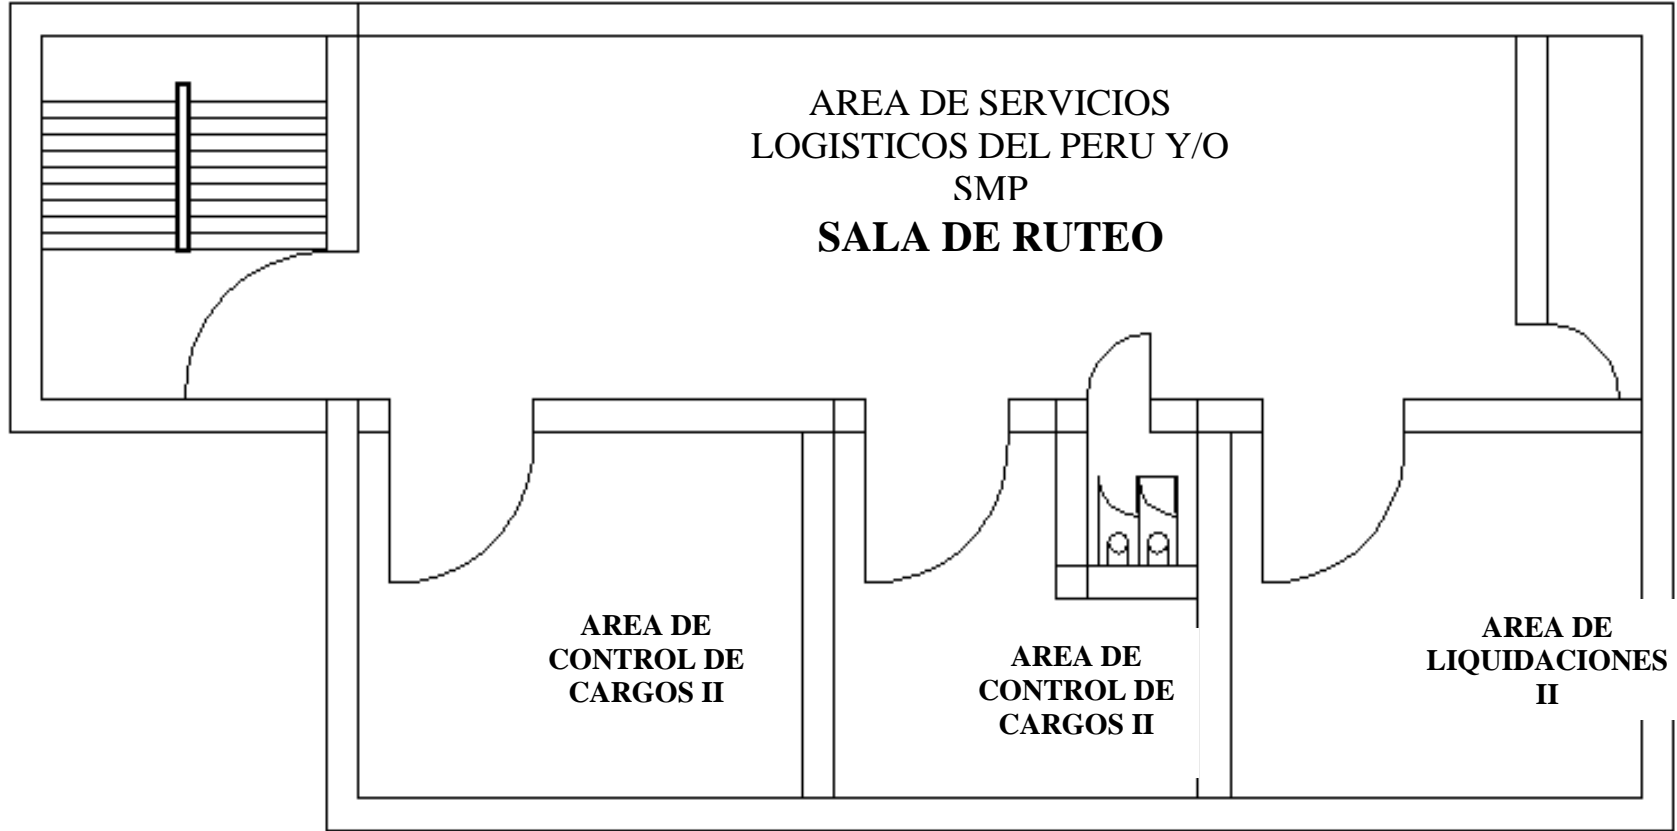 AREA DE SERVICIOS
LOGISTICOS DEL PERU Y/O
SMP
SALA DE RUTEO
AREA DE
CONTROL DE
CARGOS II
AREA DE
CONTROL DE
CARGOS II
AREA DE
LIQUIDACIONES
II